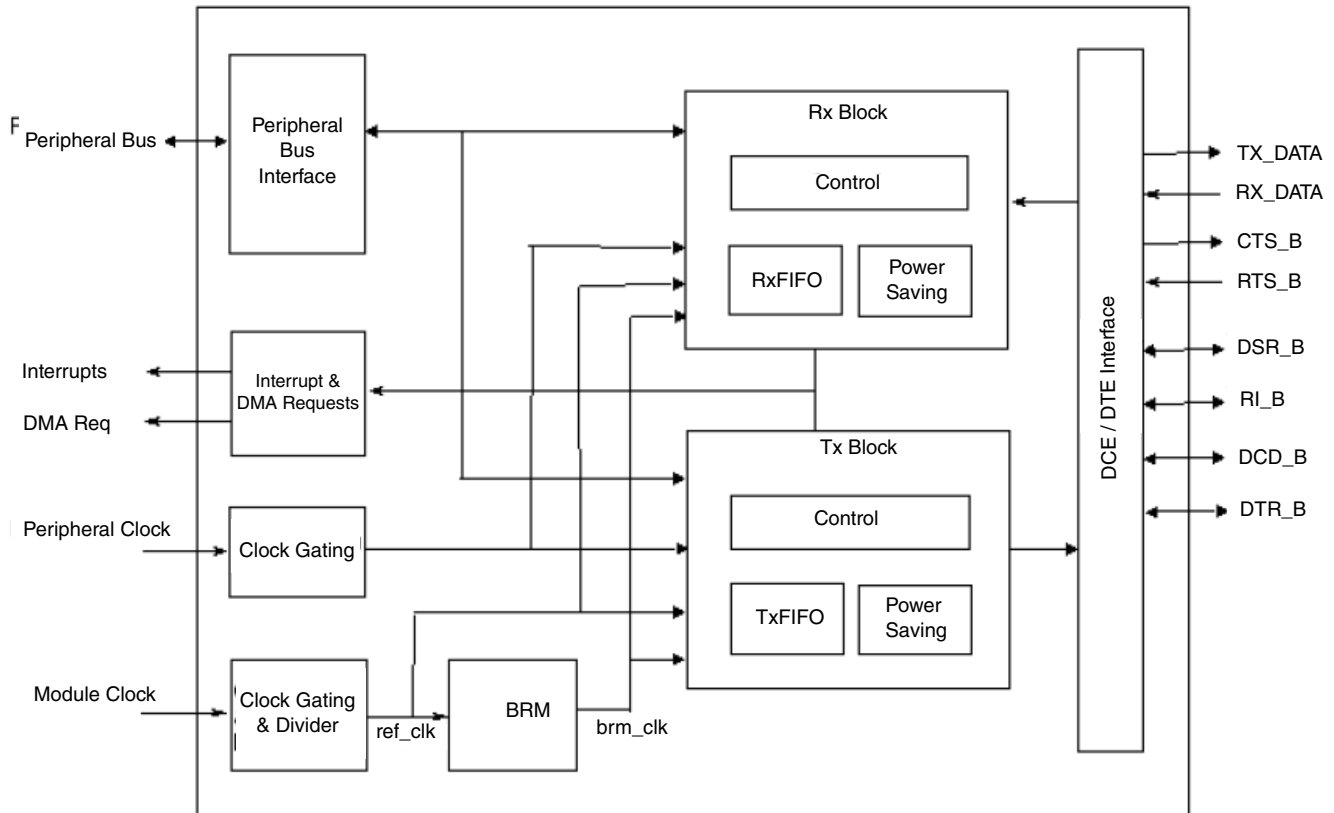 F
Peripheral Bus
Peripheral
Bus
Interface
Interrupts
DMA Req
Interrupt &
DMA Requests
Peripheral Clock
Clock Gating
Module Clock
Clock Gating
& Divider
ref_clk
BRM
brm_clk
Rx Block
Control
RxFIFO
Power
Saving
Tx Block
Control
TxFIFO
Power
Saving
DCE / DTE Interface
TX_DATA
RX_DATA
CTS_B
RTS_B
DSR_B
RI_B
DCD_B
DTR_B